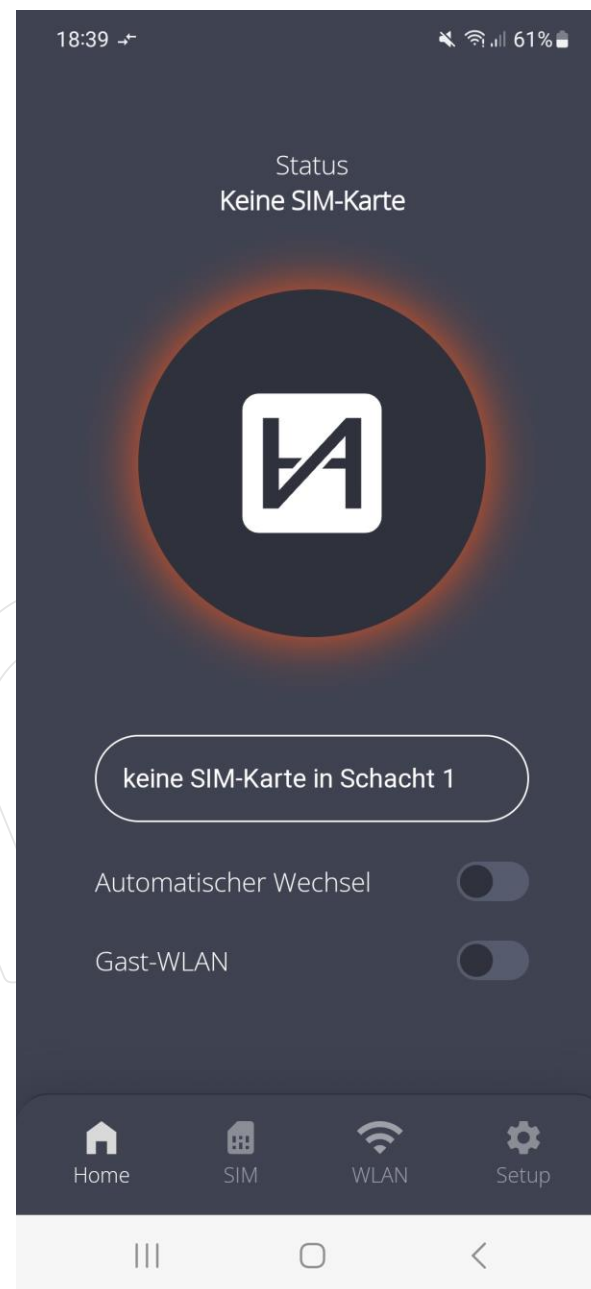 18:39
61%
Status
Keine SIM-Karte
keine SIM-Karte in Schacht 1
Automatischer Wechsel
Gast-WLAN
Home
SIM
WLAN
Setup